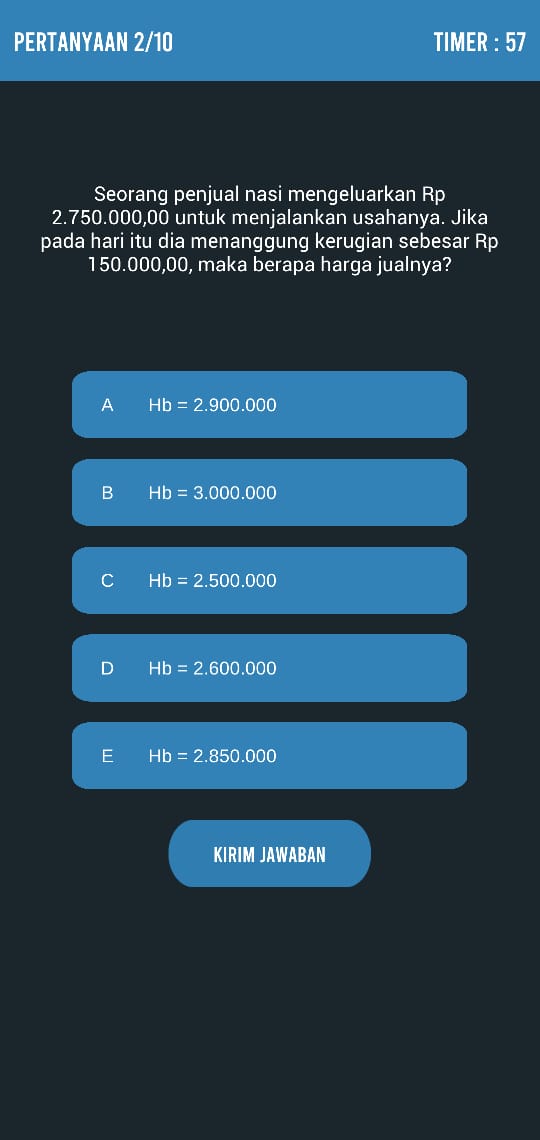 PERTANYAAN 2/10
TIMER : 57
Seorang penjual nasi mengeluarkan Rp
2.750.000,00 untuk menjalankan usahanya. Jika
pada hari itu dia menanggung kerugian sebesar Rp
150.000,00, maka berapa harga jualnya?
A Hb = 2.900.000
B Hb = 3.000.000
C Hb = 2.500.000
D Hb = 2.600.000
E Hb = 2.850.000
KIRIM JAWABAN